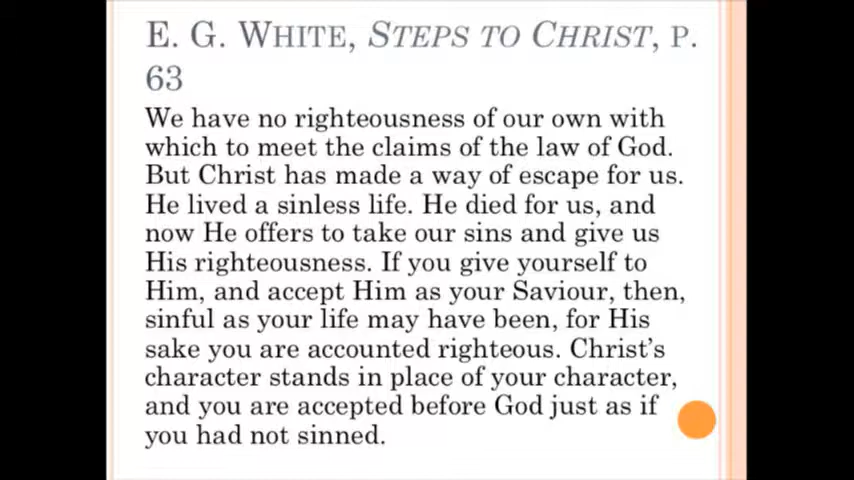 E. G. WHITE, STEPS TO CHRIST, P.
63
We have no righteousness of our own with
which to meet the claims of the law of God.
But Christ has made a way of escape for us.
He lived a sinless life. He died for us, and
now He offers to take our sins and give us
His righteousness. If you give yourself to
Him, and accept Him as your Saviour, then,
sinful as your life may have been, for His
sake you are accounted righteous. Christ's
character stands in place of your character,
and you are accepted before God just as if
you had not sinned.